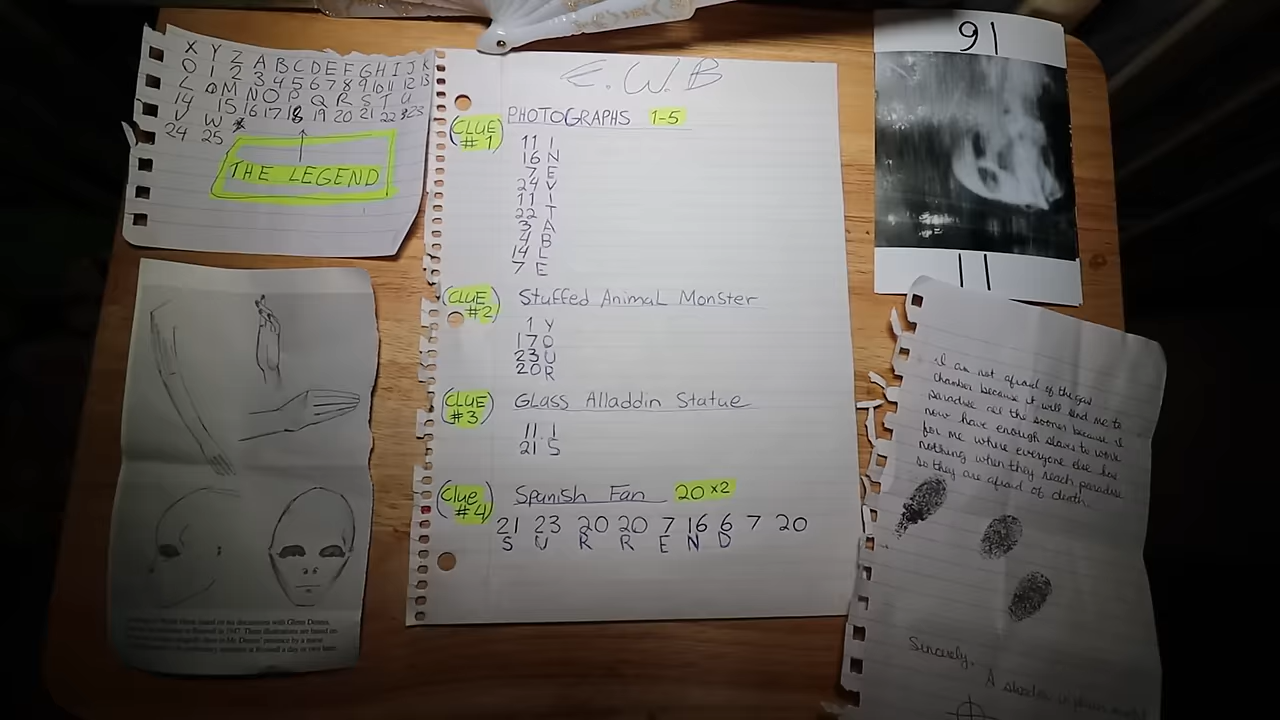 X Y Z A B C D E F G H I J K
0 1 2 3 4 5 6 7 8 9 10 11 12 13
L M N O P Q R S T U
14 15 16 17 18 19 20 21 22 23
V W
24 25
THE LEGEND
E.W.B
(CLUE #1) PHOTOGRAPHS 1-5
11 I
16 N
7 E
24 V
11 I
22 T
3 A
4 B
14 L
7 E
(CLUE #2) Stuffed Animal Monster
1 Y
17 O
23 U
20 R
(CLUE #3) Glass Alladdin Statue
11 I
21 S
(Clue #4) Spanish Fan 20 x2
21 23 20 20 7 16 6 7 20
S U R R E N D
91
11
I am not afraid of the gas
chamber because it will send me to
paradise all the sooner because I
now have enough slaves to work
for me where everyone else has
nothing when they reach paradise
so they are afraid of death.
Sincerely,
A